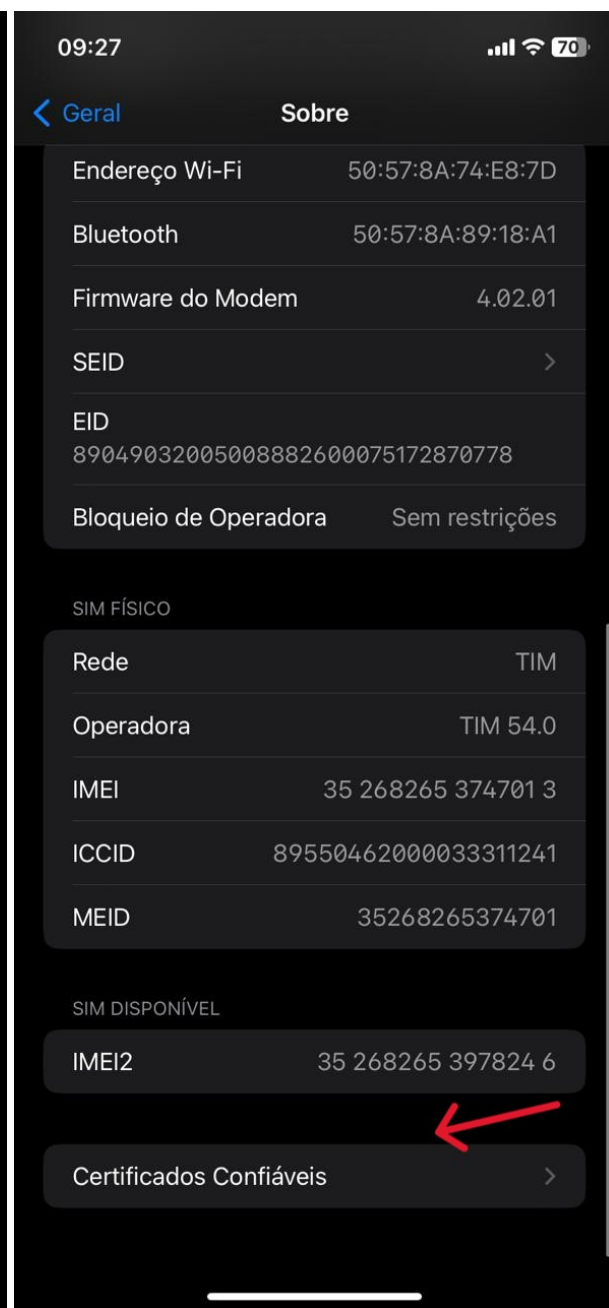 09:27
70
Geral
Sobre
Endereço Wi-Fi 50:57:8A:74:E8:7D
Bluetooth 50:57:8A:89:18:A1
Firmware do Modem 4.02.01
SEID
EID
89049032005008882600075172870778
Bloqueio de Operadora Sem restrições
SIM FÍSICO
Rede TIM
Operadora TIM 54.0
IMEI 35 268265 374701 3
ICCID 89550462000033311241
MEID 35268265374701
SIM DISPONÍVEL
IMEI2 35 268265 397824 6
Certificados Confiáveis